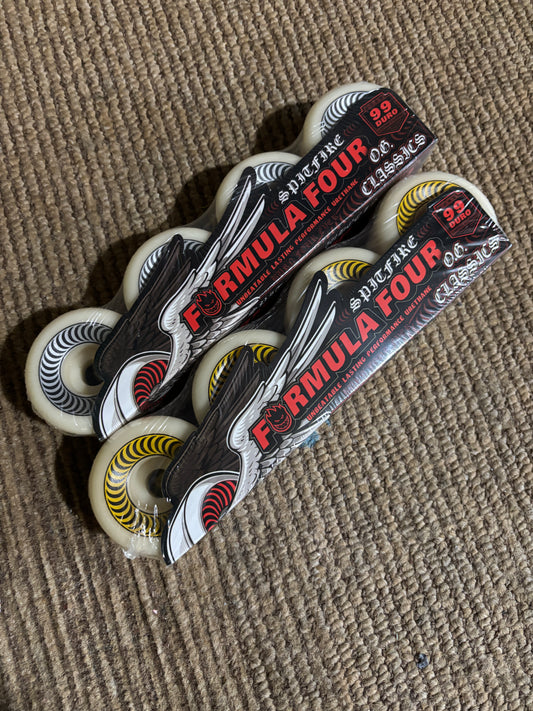 99
DURO
SPITFIRE
O.G.
CLASSICS
FORMULA FOUR
UNBEATABLE LASTING PERFORMANCE URETHANE
99
DURO
SPITFIRE
O.G.
CLASSICS
FORMULA FOUR
UNBEATABLE LASTING PERFORMANCE URETHANE